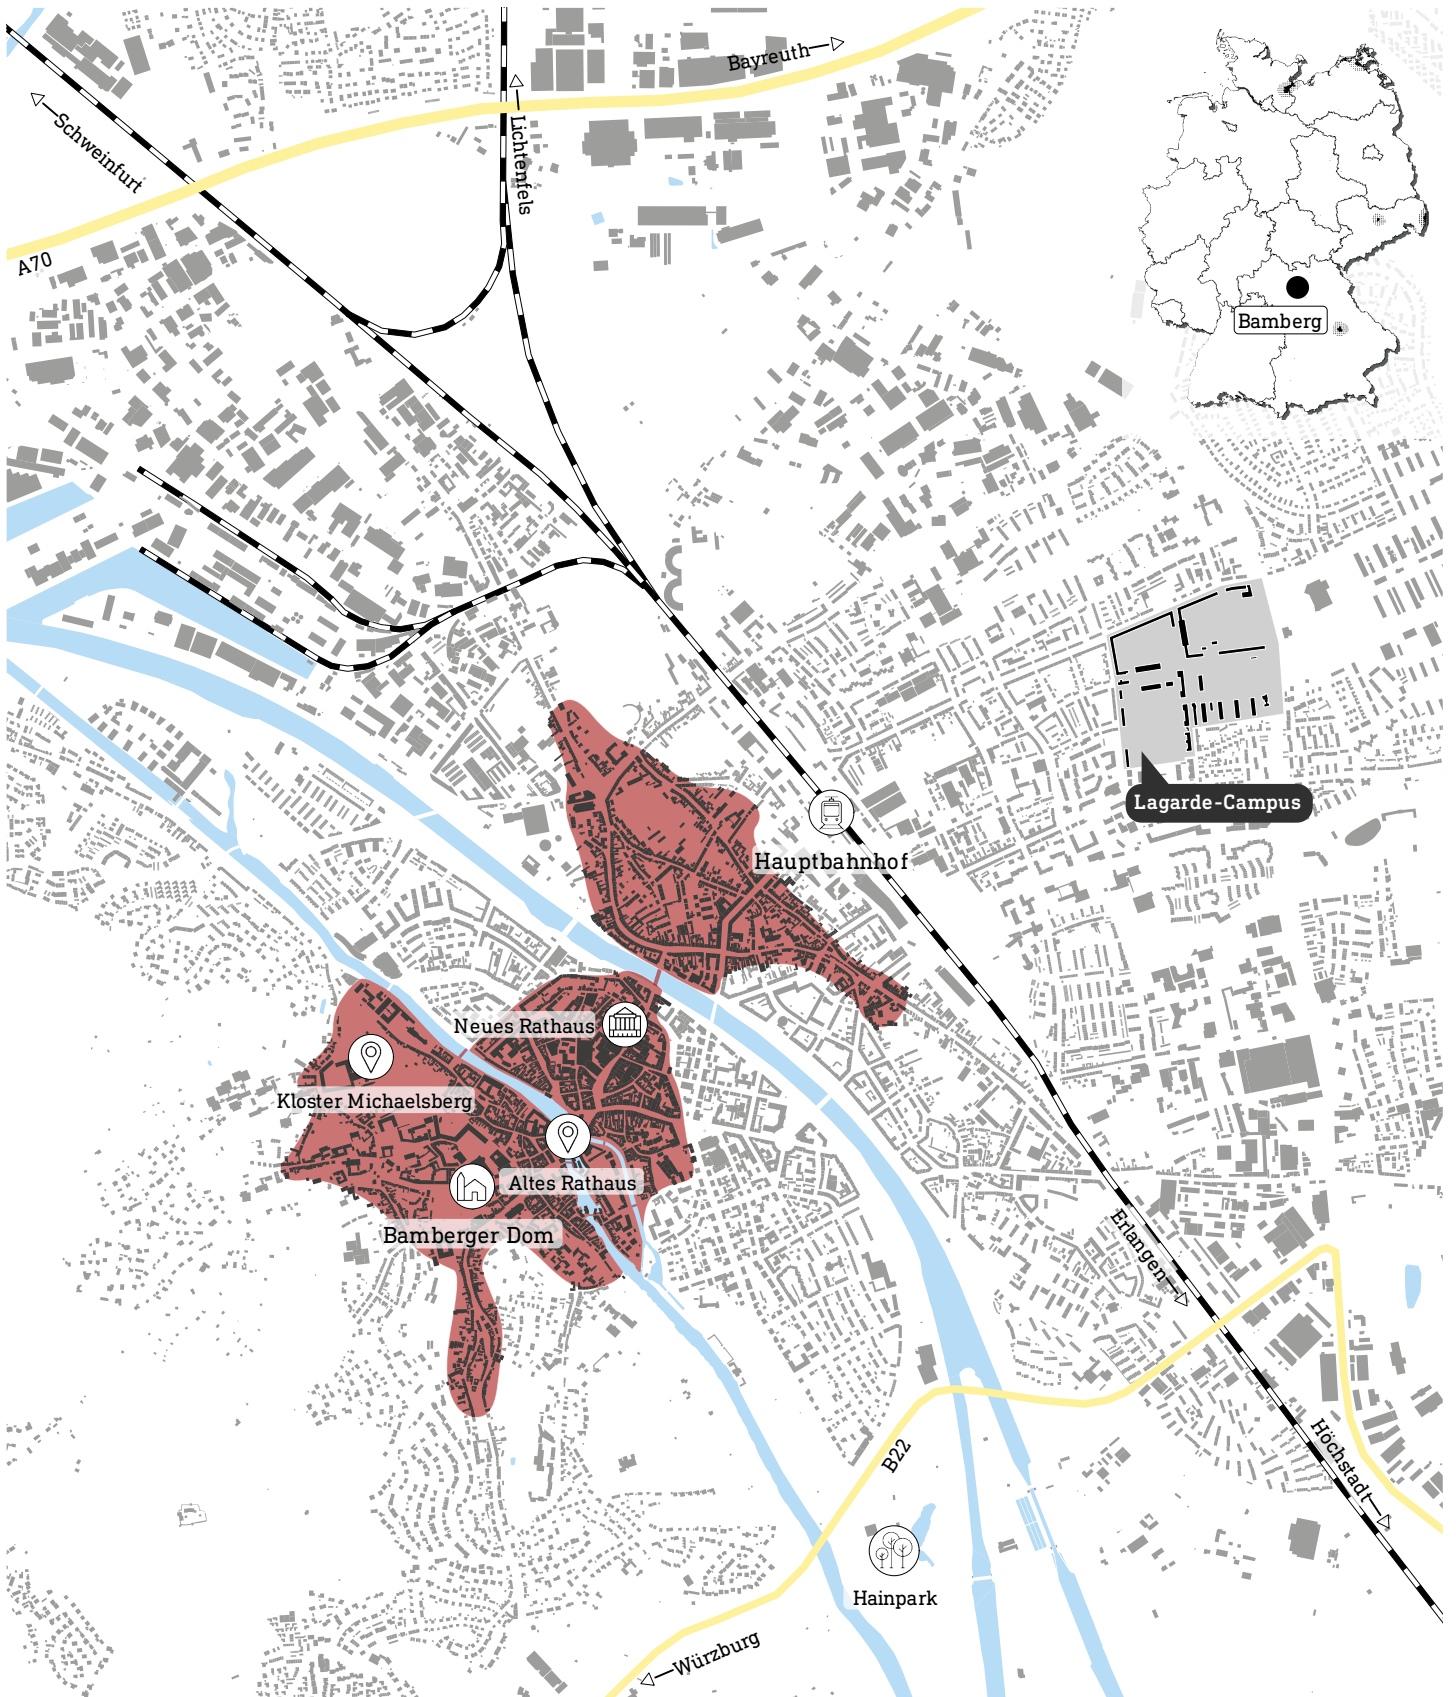 Bayreuth
Schweinfurt
Lichtenfels
A70
Bamberg
Lagarde-Campus
Hauptbahnhof
Neues Rathaus
Kloster Michaelsberg
Altes Rathaus
Bamberger Dom
Erlangen
Höchstadt
B22
Hainpark
Würzburg